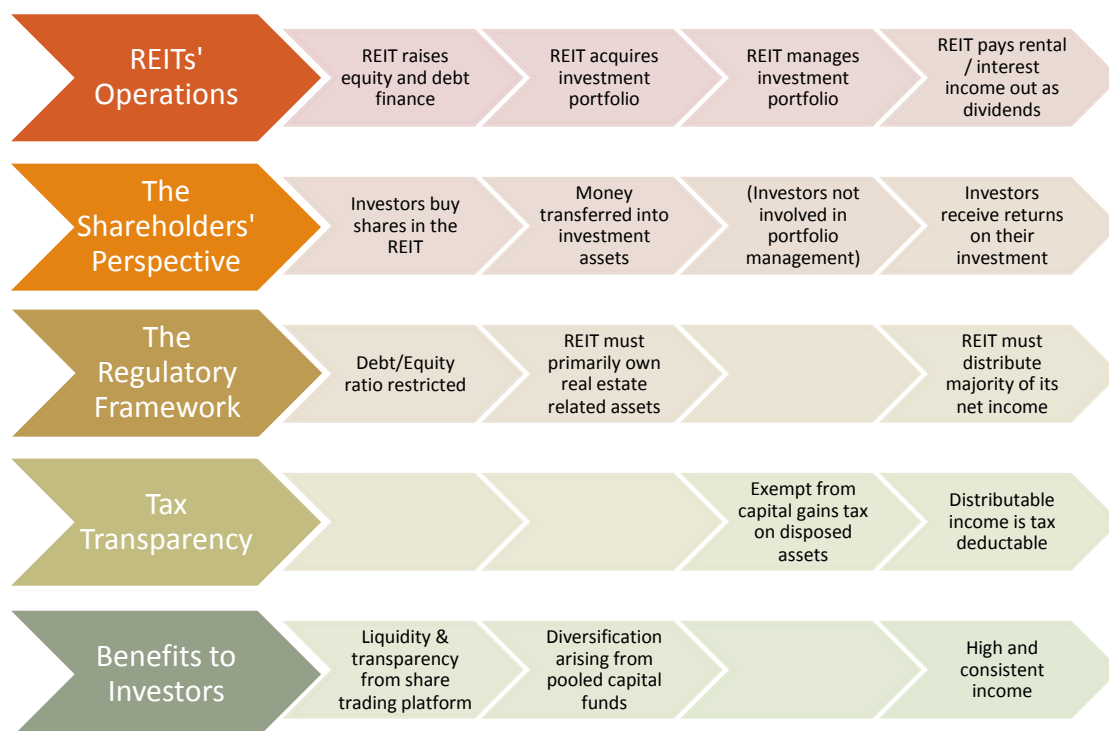 REITs'
Operations
REIT raises
equity and debt
finance
REIT acquires
investment
portfolio
REIT manages
investment
portfolio
REIT pays rental
/ interest
income out as
dividends
The
Shareholders'
Perspective
Investors buy
shares in the
REIT
Money
transferred into
investment
assets
(Investors not
involved in
portfolio
management)
Investors
receive returns
on their
investment
The
Regulatory
Framework
Debt/Equity
ratio restricted
REIT must
primarily own
real estate
related assets
REIT must
distribute
majority of its
net income
Tax
Transparency
Exempt from
capital gains tax
on disposed
assets
Distributable
income is tax
deductable
Benefits to
Investors
Liquidity &
transparency
from share
trading platform
Diversification
arising from
pooled capital
funds
High and
consistent
income